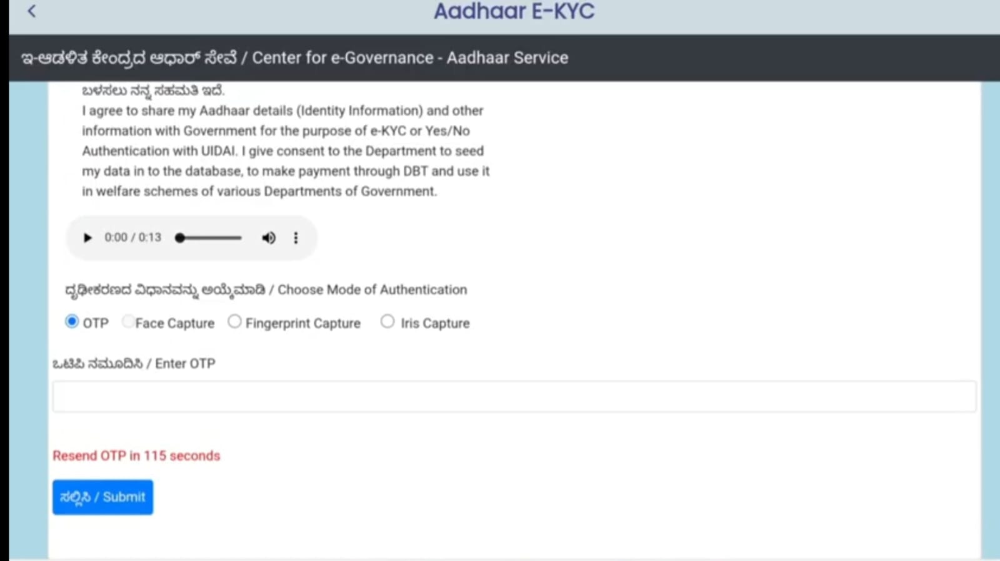 Aadhaar E-KYC
ಇ-ಆಡಳಿತ ಕೇಂದ್ರದ ಆಧಾರ್ ಸೇವೆ / Center for e-Governance - Aadhaar Service
ಬಳಸಲು ನನ್ನ ಸಹಮತಿ ಇದೆ.
I agree to share my Aadhaar details (Identity Information) and other
information with Government for the purpose of e-KYC or Yes/No
Authentication with UIDAI. I give consent to the Department to seed
my data in to the database, to make payment through DBT and use it
in welfare schemes of various Departments of Government.
0:00 / 0:13
ದೃಢೀಕರಣದ ವಿಧಾನವನ್ನು ಆಯ್ಕೆಮಾಡಿ / Choose Mode of Authentication
OTP Face Capture Fingerprint Capture Iris Capture
ಒಟಿಪಿ ನಮೂದಿಸಿ / Enter OTP
Resend OTP in 115 seconds
ಸಲ್ಲಿಸಿ / Submit